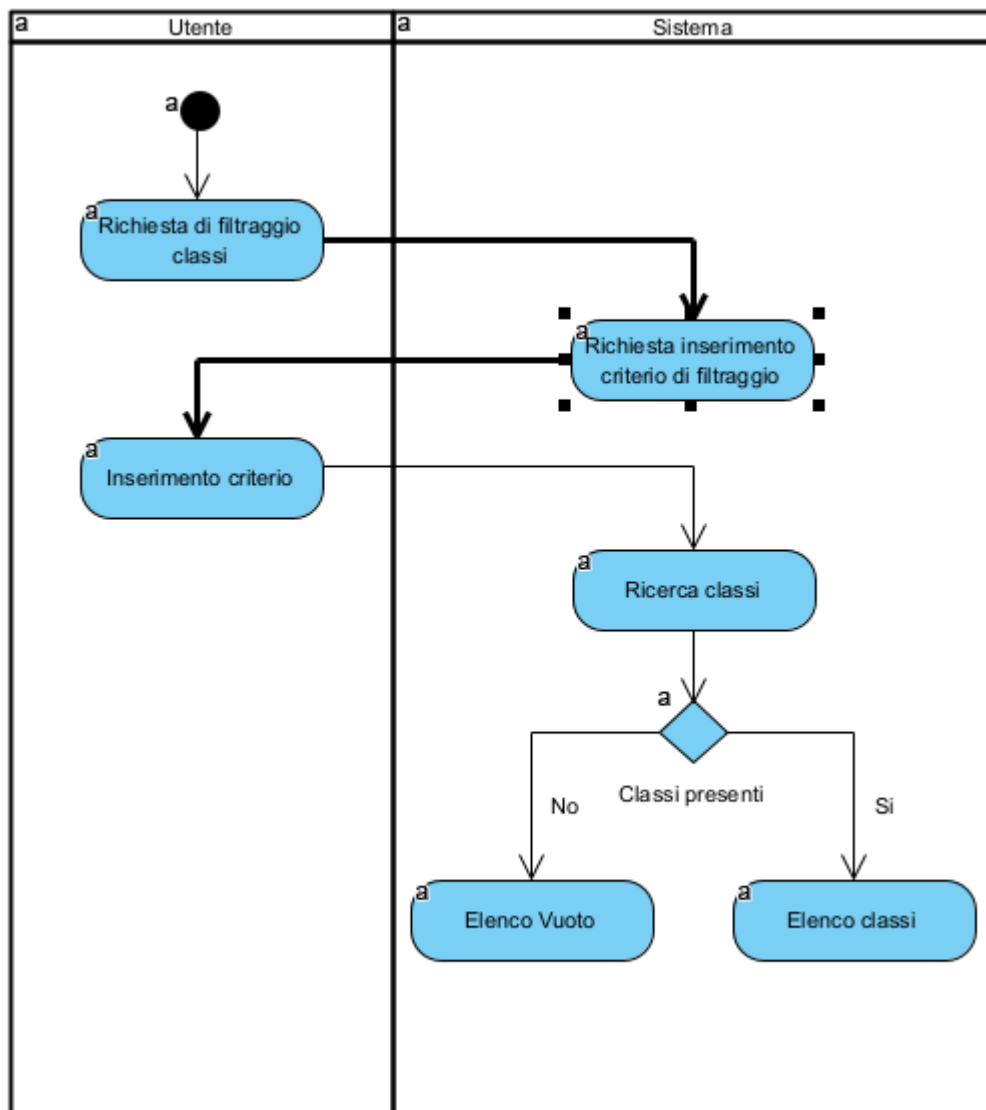 a Utente a Sistema
a
a Richiesta di filtraggio
classi
a Richiesta inserimento
criterio di filtraggio
a Inserimento criterio
a Ricerca classi
a
Classi presenti
No Si
a Elenco Vuoto a Elenco classi